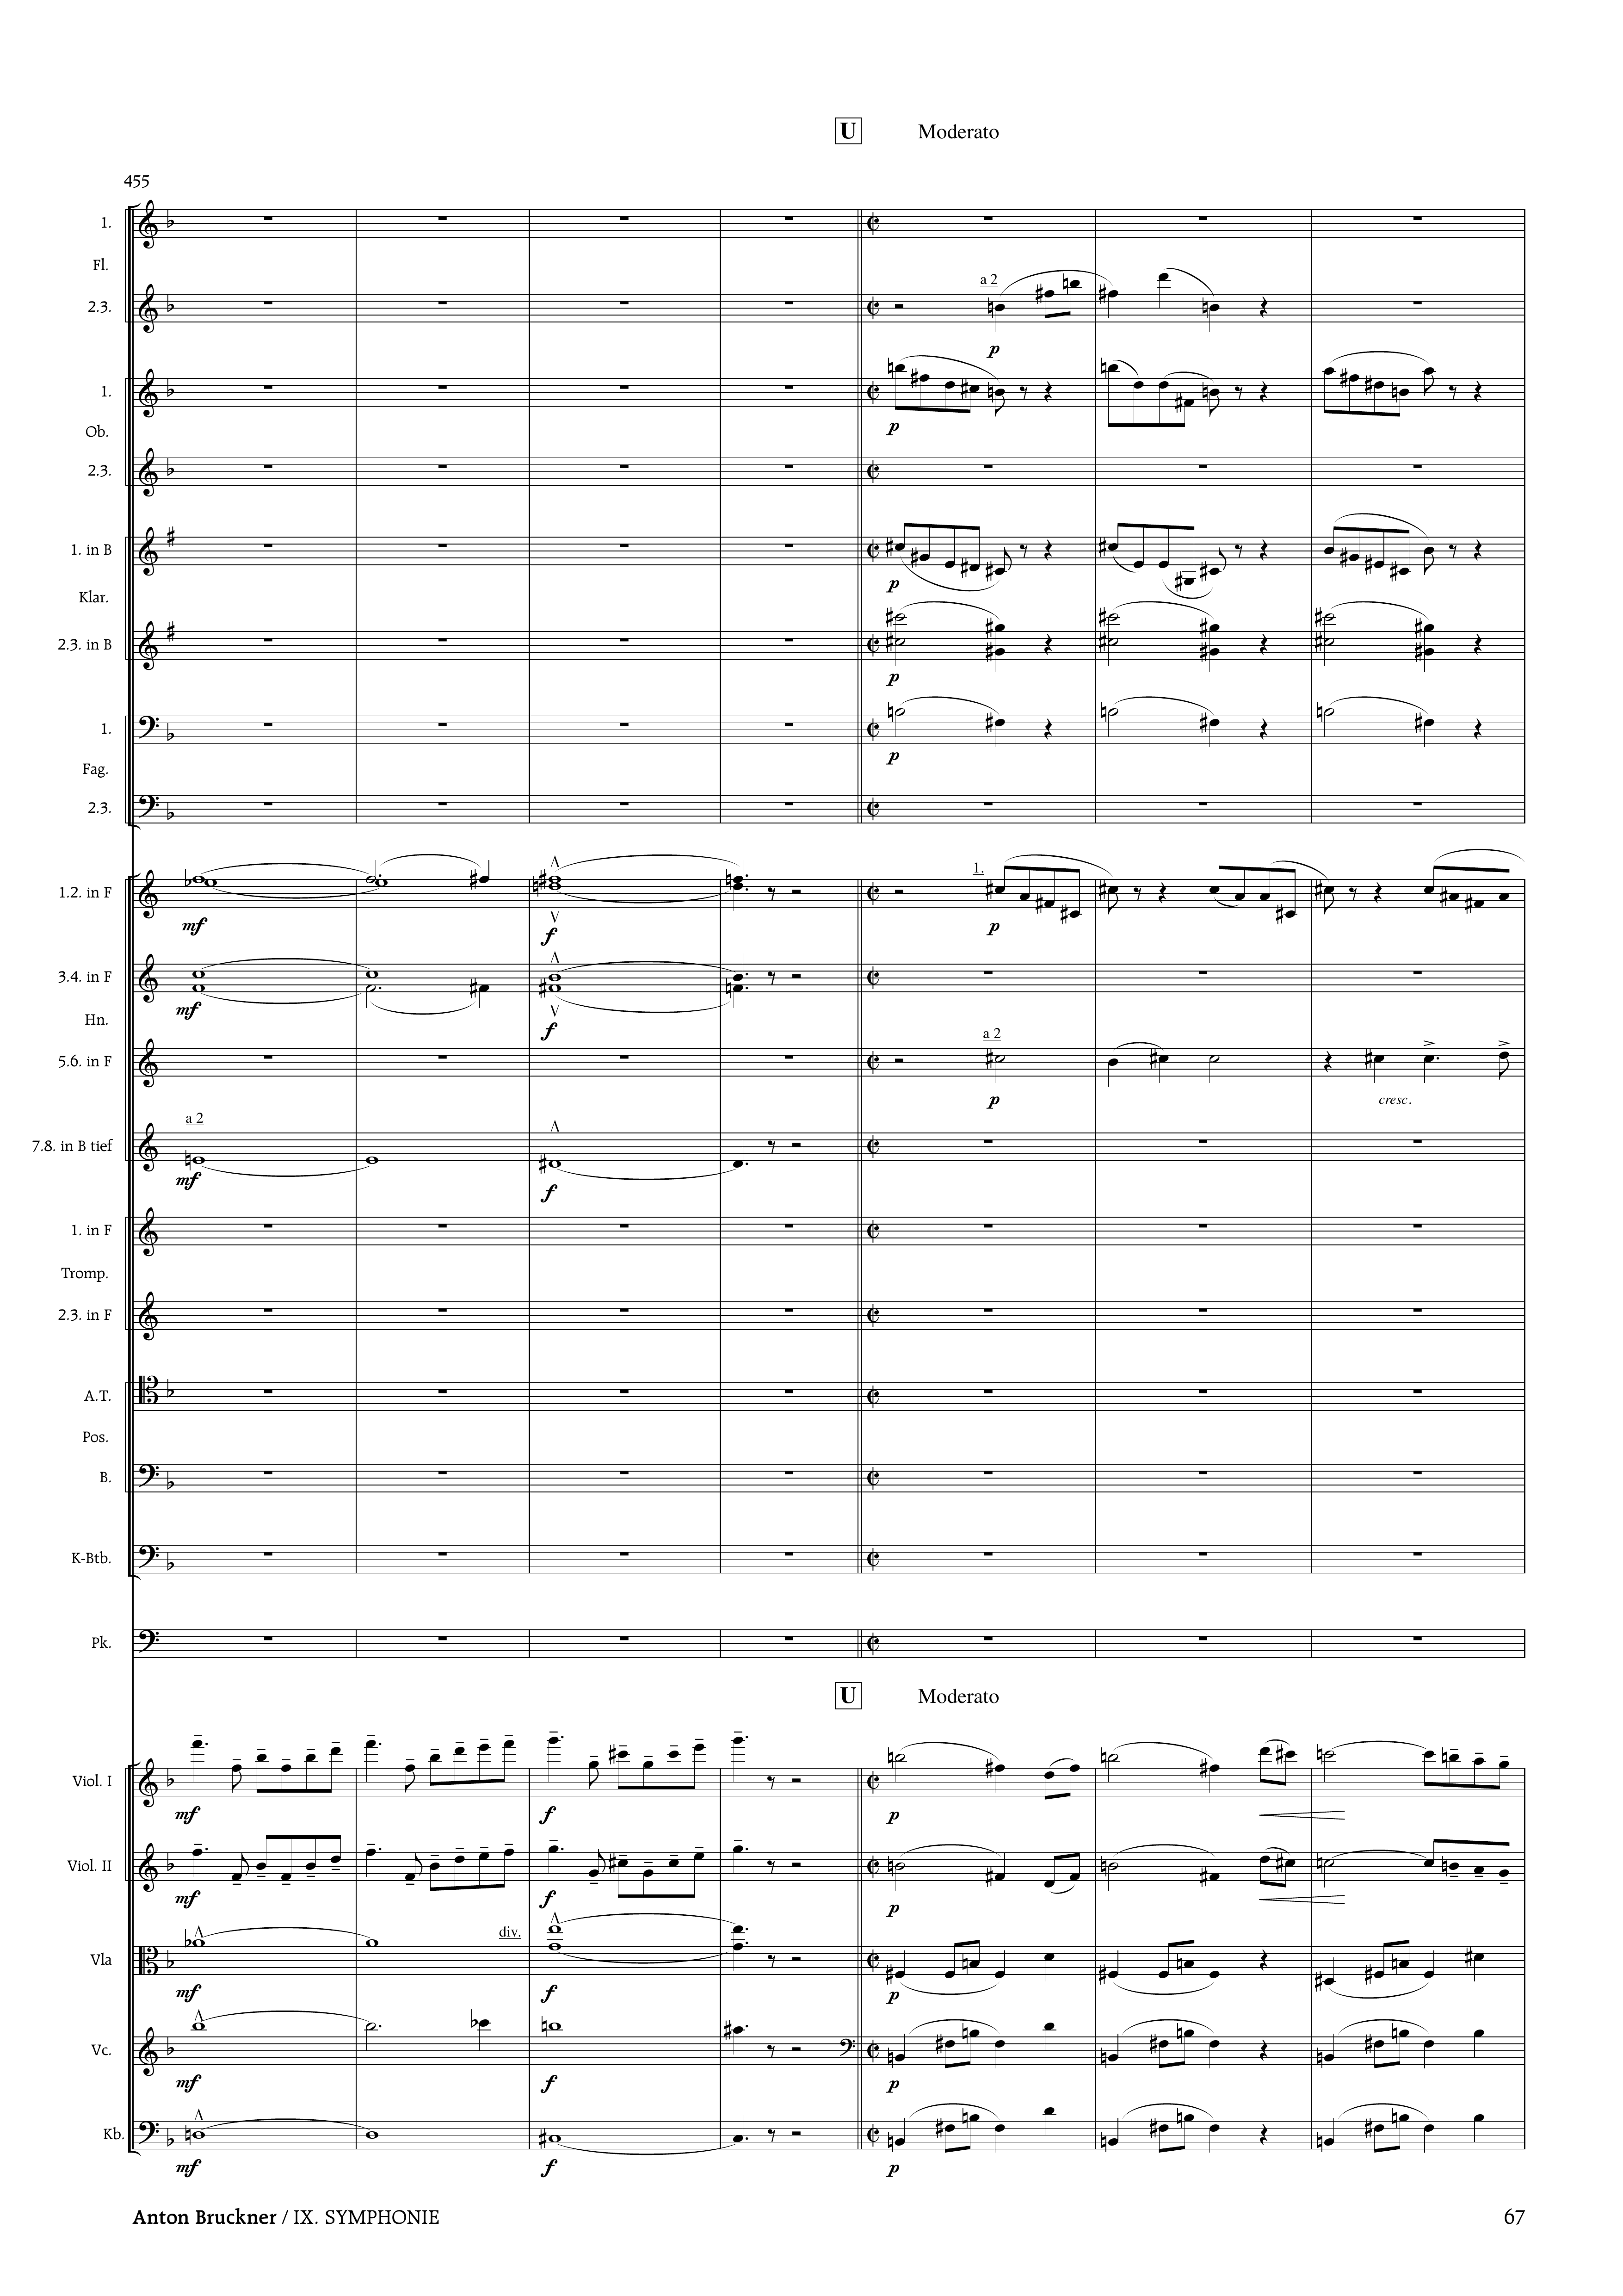 U Moderato
455
1.
Fl.
2.3.
a 2
p
1.
p
Ob.
2.3.
1. in B
p
Klar.
2.3. in B
p
1.
p
Fag.
2.3.
1.2. in F
mf
f
1.
p
3.4. in F
mf
f
Hn.
5.6. in F
a 2
p
cresc.
a 2
7.8. in B tief
mf
f
1. in F
Tromp.
2.3. in F
A.T.
Pos.
B.
K-Btb.
Pk.
U Moderato
Viol. I
mf f p
Viol. II
mf f p
div.
Vla
mf f p
Vc.
mf f p
Kb.
mf f p
Anton Bruckner / IX. SYMPHONIE 67